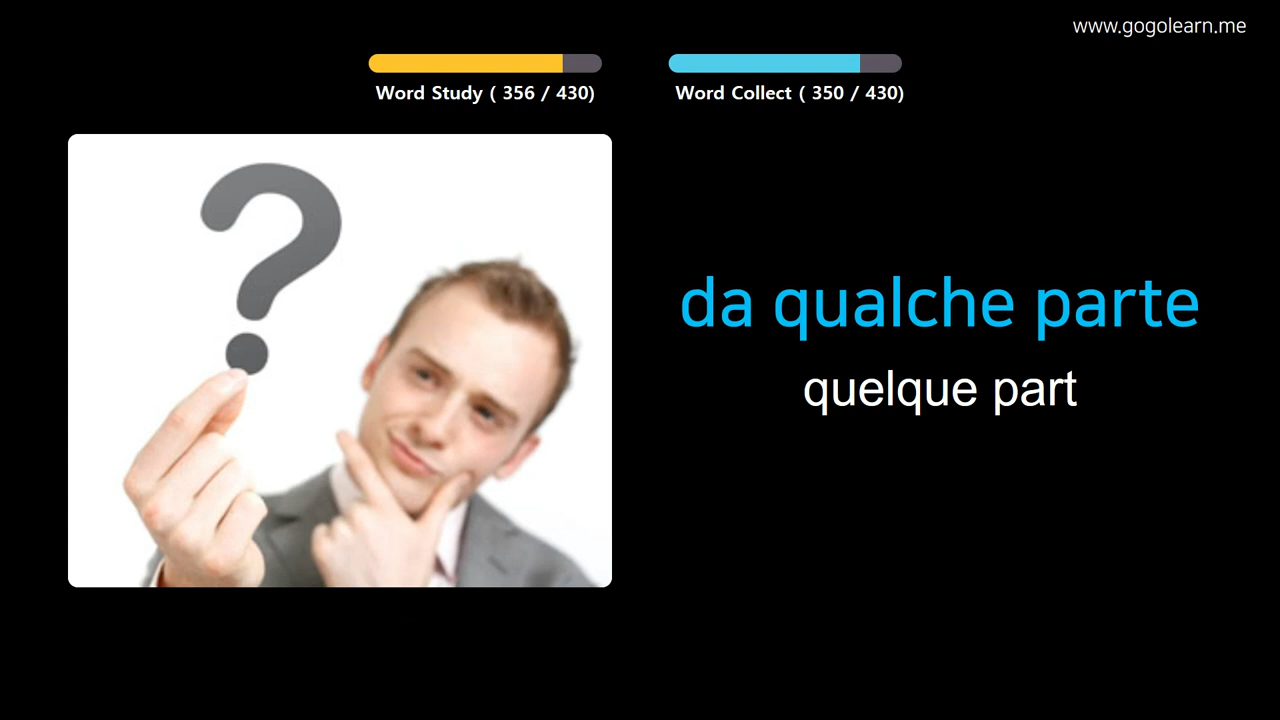 www.gogolearn.me
Word Study ( 356 / 430)
Word Collect ( 350 / 430)
?
da qualche parte
quelque part